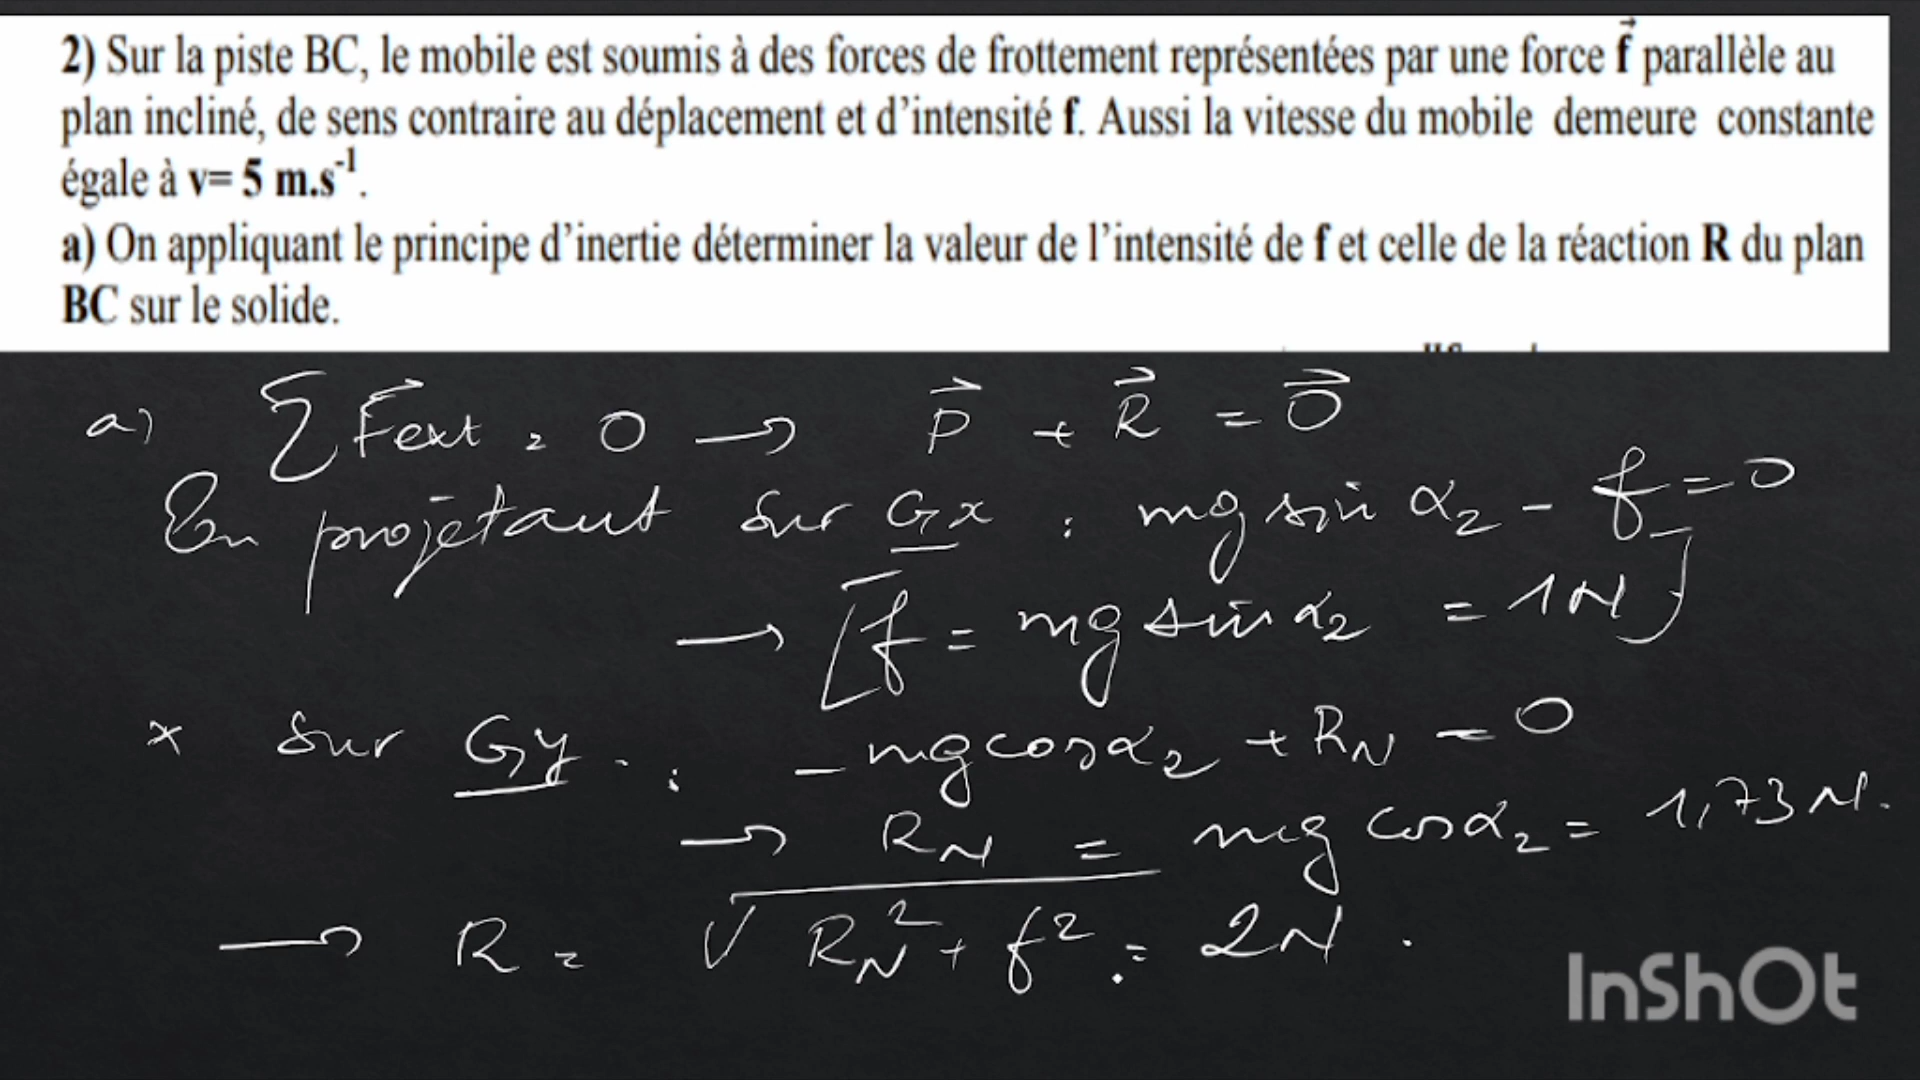 2) Sur la piste BC, le mobile est soumis à des forces de frottement représentées par une force f⃗ parallèle au
plan incliné, de sens contraire au déplacement et d'intensité f. Aussi la vitesse du mobile demeure constante
égale à v= 5 m.s⁻¹.
a) On appliquant le principe d'inertie déterminer la valeur de l'intensité de f et celle de la réaction R du plan
BC sur le solide.
a) Σ F⃗ext = 0 → P⃗ + R⃗ = 0⃗
En projetant sur Gx : mg sin α₂ - f = 0
→ [f = mg sin α₂ = 1N]
* sur Gy : - mg cos α₂ + R_N = 0
→ R_N = mg cos α₂ = 1,73 N.
→ R = √(R_N² + f²) = 2N.
InShOt